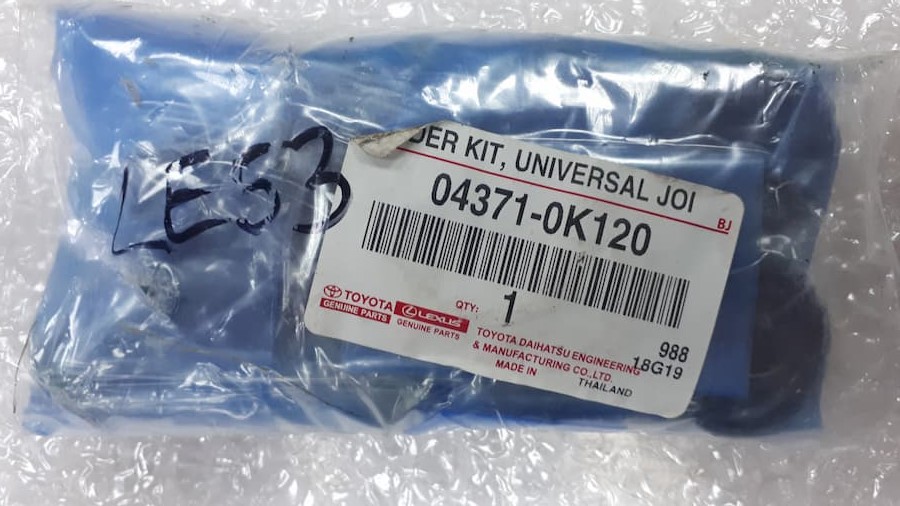 LES3
DER KIT, UNIVERSAL JOI
BJ
04371-0K120
TOYOTA
GENUINE PARTS
LEXUS
GENUINE PARTS
QTY: 1
TOYOTA DAIHATSU ENGINEERING
& MANUFACTURING CO.,LTD.
MADE IN THAILAND
988
18G19